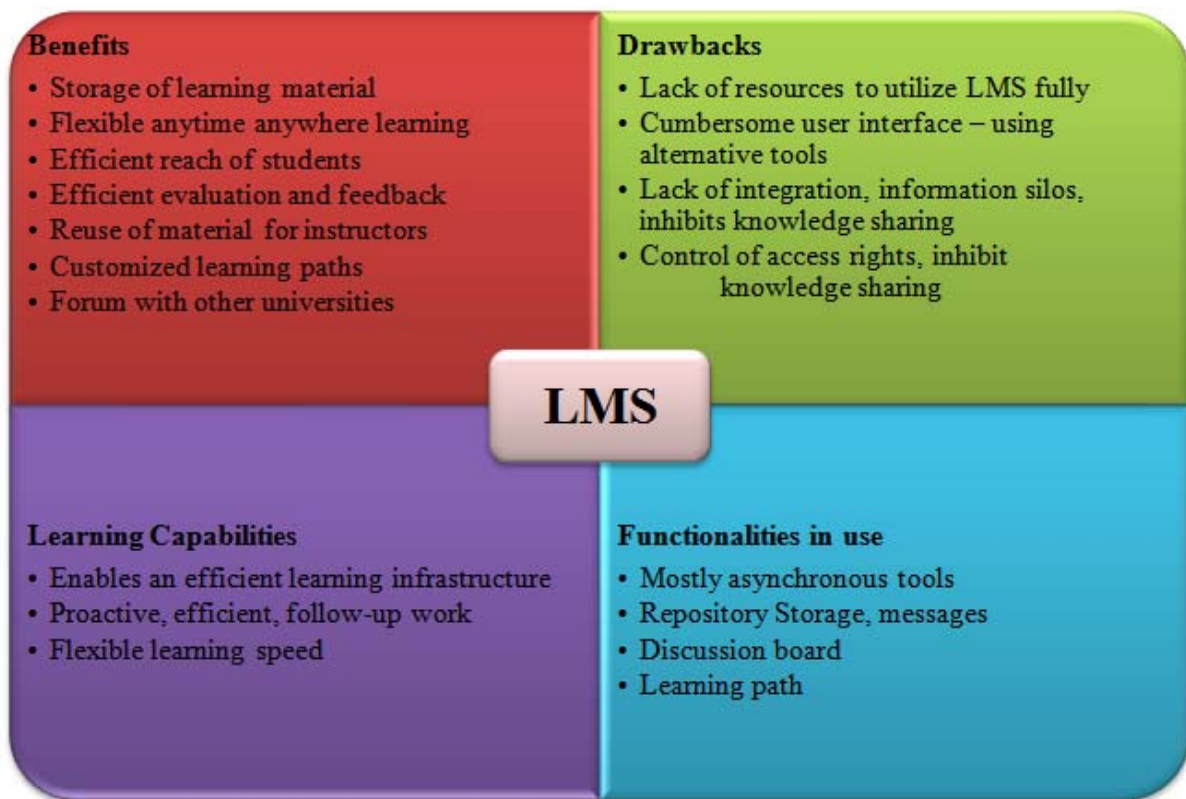 Benefits
• Storage of learning material
• Flexible anytime anywhere learning
• Efficient reach of students
• Efficient evaluation and feedback
• Reuse of material for instructors
• Customized learning paths
• Forum with other universities
Drawbacks
• Lack of resources to utilize LMS fully
• Cumbersome user interface – using
alternative tools
• Lack of integration, information silos,
inhibits knowledge sharing
• Control of access rights, inhibit
knowledge sharing
LMS
Learning Capabilities
• Enables an efficient learning infrastructure
• Proactive, efficient, follow-up work
• Flexible learning speed
Functionalities in use
• Mostly asynchronous tools
• Repository Storage, messages
• Discussion board
• Learning path